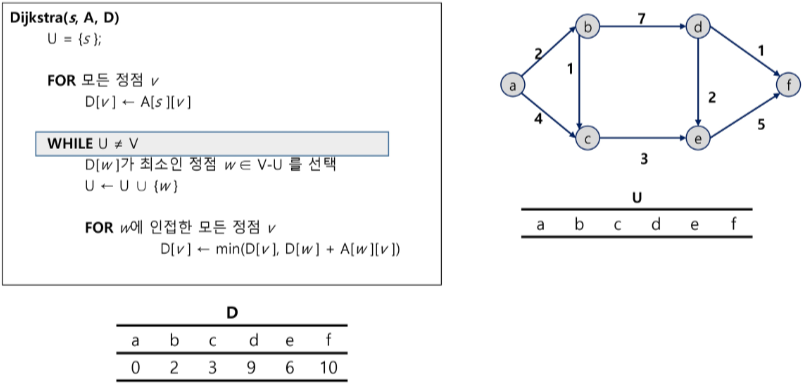 Dijkstra(s, A, D)
U = {s};
FOR 모든 정점 v
D[v] ← A[s][v]
WHILE U ≠ V
D[w]가 최소인 정점 w ∈ V-U 를 선택
U ← U ∪ {w}
FOR w에 인접한 모든 정점 v
D[v] ← min(D[v], D[w] + A[w][v])
b 7 d
2 1 1
a 2 f
4 5
c e
3
U
a b c d e f
D
a b c d e f
0 2 3 9 6 10